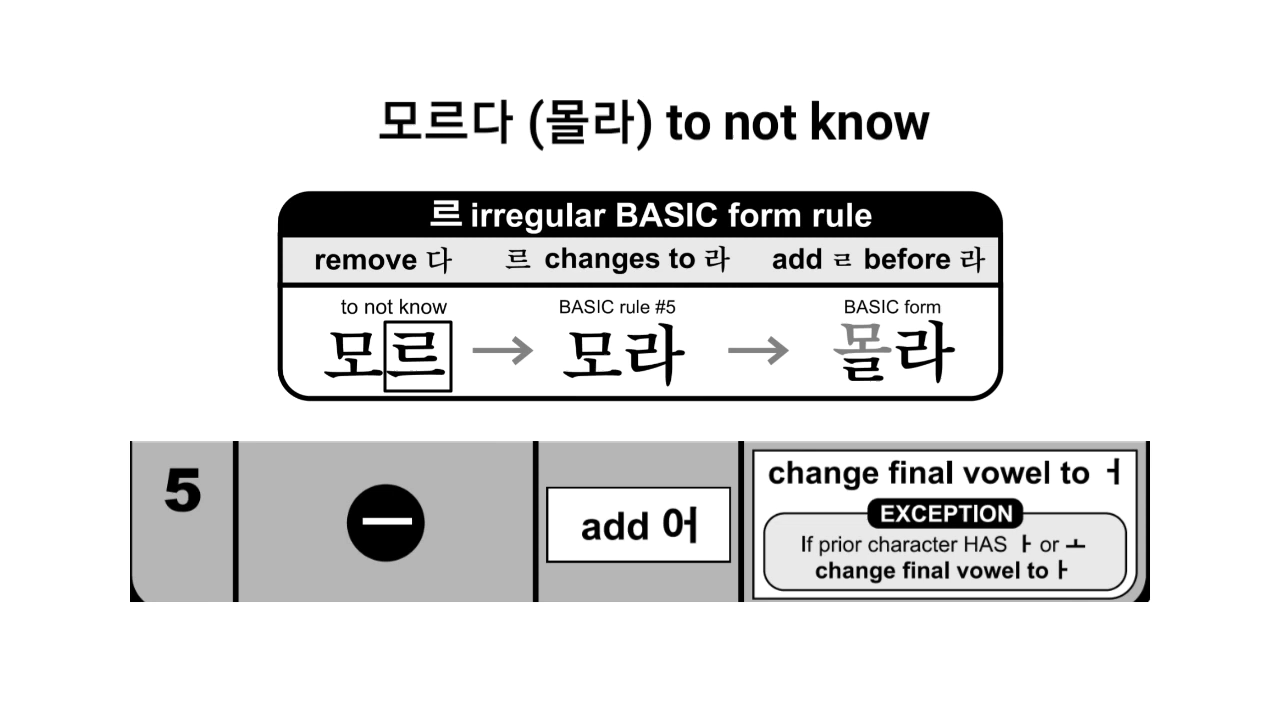 모르다 (몰라) to not know
르 irregular BASIC form rule
remove 다 르 changes to 라 add ㄹ before 라
to not know BASIC rule #5 BASIC form
모르 → 모라 → 몰라
5 ㅡ add 어
change final vowel to ㅓ
EXCEPTION
If prior character HAS ㅏ or ㅗ
change final vowel to ㅏ